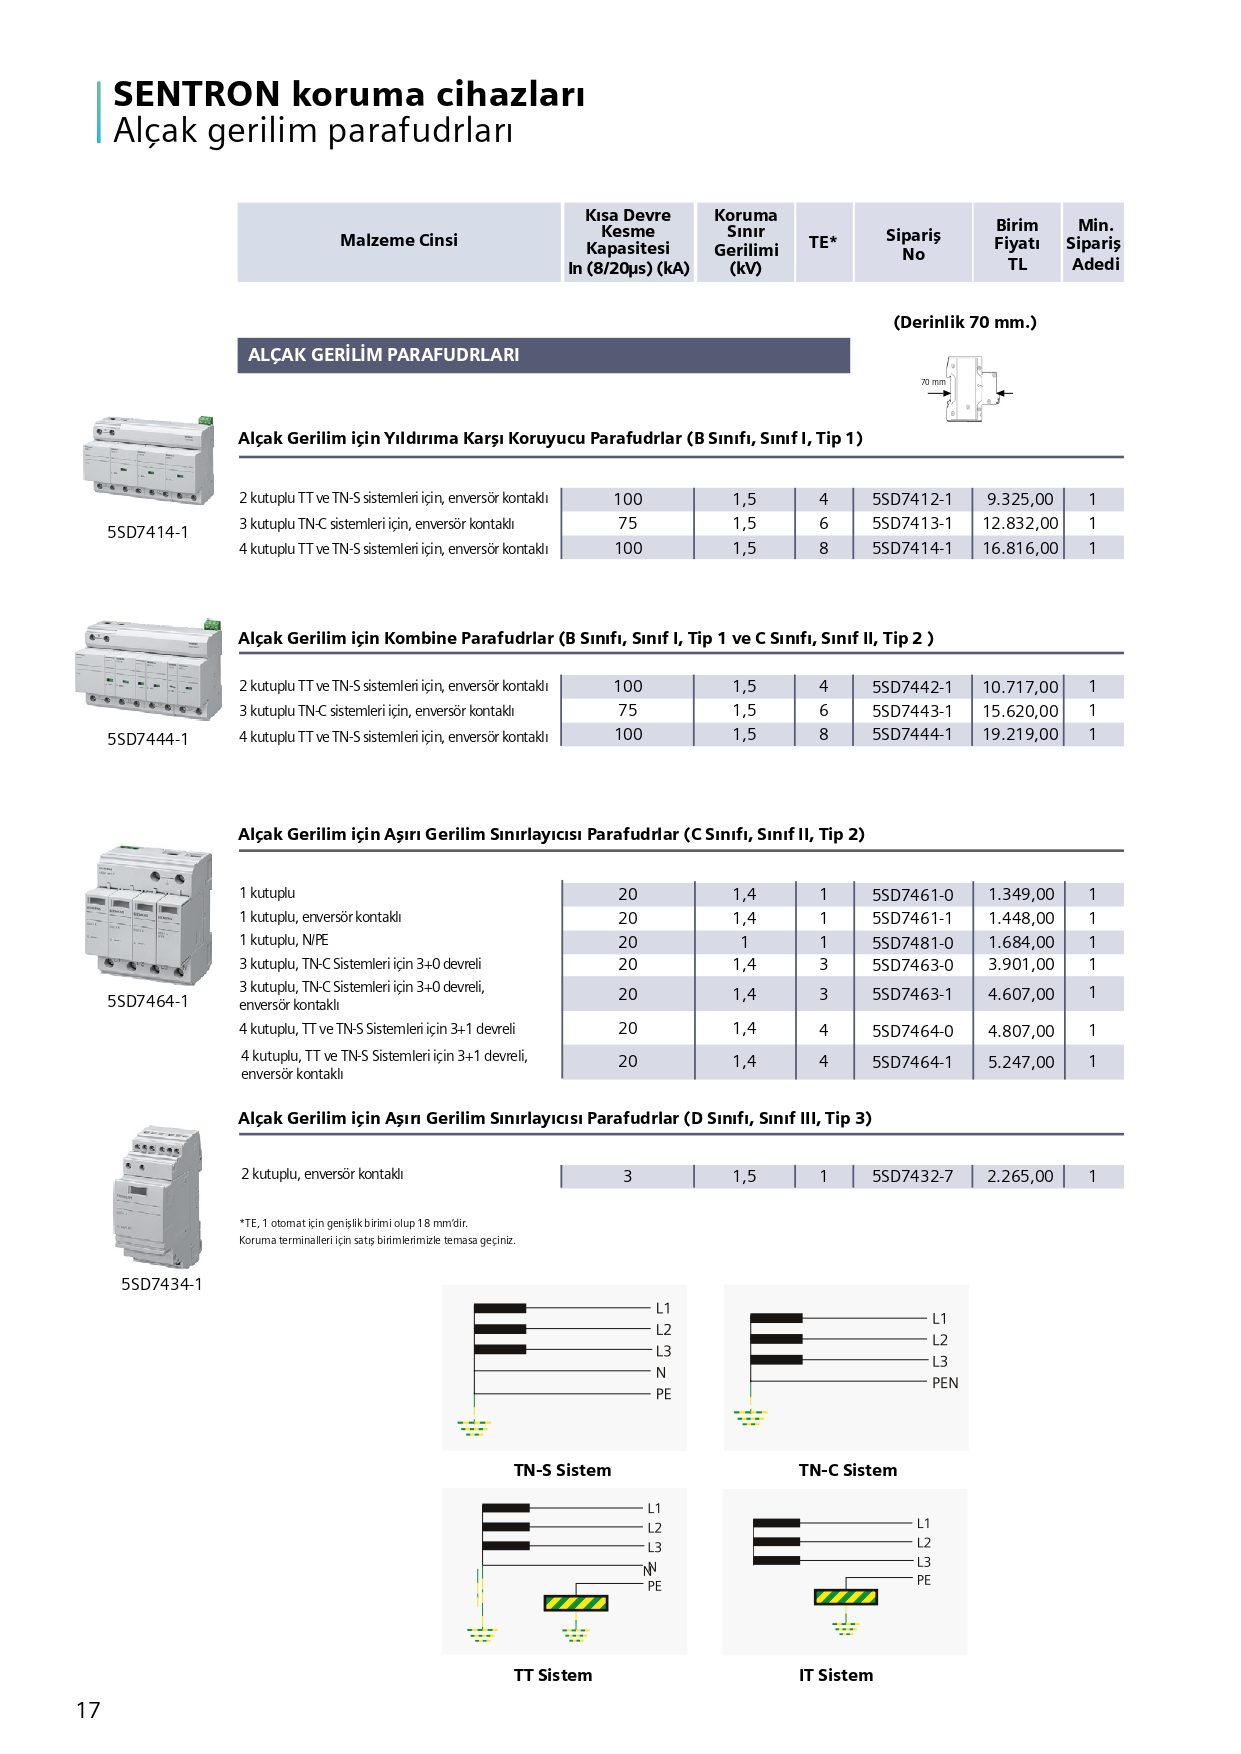 SENTRON koruma cihazları
Alçak gerilim parafudrları
Malzeme Cinsi
Kısa Devre
Kesme
Kapasitesi
In (8/20µs) (kA)
Koruma
Sınır
Gerilimi
(kV)
TE*
Sipariş
No
Birim
Fiyatı
TL
Min.
Sipariş
Adedi
(Derinlik 70 mm.)
70 mm
ALÇAK GERİLİM PARAFUDRLARI
Alçak Gerilim için Yıldırıma Karşı Koruyucu Parafudrlar (B Sınıfı, Sınıf I, Tip 1)
5SD7414-1
2 kutuplu TT ve TN-S sistemleri için, enversör kontaklı 100 1,5 4 5SD7412-1 9.325,00 1
3 kutuplu TN-C sistemleri için, enversör kontaklı 75 1,5 6 5SD7413-1 12.832,00 1
4 kutuplu TT ve TN-S sistemleri için, enversör kontaklı 100 1,5 8 5SD7414-1 16.816,00 1
Alçak Gerilim için Kombine Parafudrlar (B Sınıfı, Sınıf I, Tip 1 ve C Sınıfı, Sınıf II, Tip 2 )
5SD7444-1
2 kutuplu TT ve TN-S sistemleri için, enversör kontaklı 100 1,5 4 5SD7442-1 10.717,00 1
3 kutuplu TN-C sistemleri için, enversör kontaklı 75 1,5 6 5SD7443-1 15.620,00 1
4 kutuplu TT ve TN-S sistemleri için, enversör kontaklı 100 1,5 8 5SD7444-1 19.219,00 1
Alçak Gerilim için Aşırı Gerilim Sınırlayıcısı Parafudrlar (C Sınıfı, Sınıf II, Tip 2)
5SD7464-1
1 kutuplu 20 1,4 1 5SD7461-0 1.349,00 1
1 kutuplu, enversör kontaklı 20 1,4 1 5SD7461-1 1.448,00 1
1 kutuplu, N/PE 20 1 1 5SD7481-0 1.684,00 1
3 kutuplu, TN-C Sistemleri için 3+0 devreli 20 1,4 3 5SD7463-0 3.901,00 1
3 kutuplu, TN-C Sistemleri için 3+0 devreli,
enversör kontaklı 20 1,4 3 5SD7463-1 4.607,00 1
4 kutuplu, TT ve TN-S Sistemleri için 3+1 devreli 20 1,4 4 5SD7464-0 4.807,00 1
4 kutuplu, TT ve TN-S Sistemleri için 3+1 devreli,
enversör kontaklı 20 1,4 4 5SD7464-1 5.247,00 1
Alçak Gerilim için Aşırı Gerilim Sınırlayıcısı Parafudrlar (D Sınıfı, Sınıf III, Tip 3)
2 kutuplu, enversör kontaklı 3 1,5 1 5SD7432-7 2.265,00 1
5SD7434-1
*TE, 1 otomat için genişlik birimi olup 18 mm'dir.
Koruma terminalleri için satış birimlerimizle temasa geçiniz.
L1
L2
L3
N
PE
TN-S Sistem
L1
L2
L3
PEN
TN-C Sistem
L1
L2
L3
N
N
PE
TT Sistem
L1
L2
L3
PE
IT Sistem
17